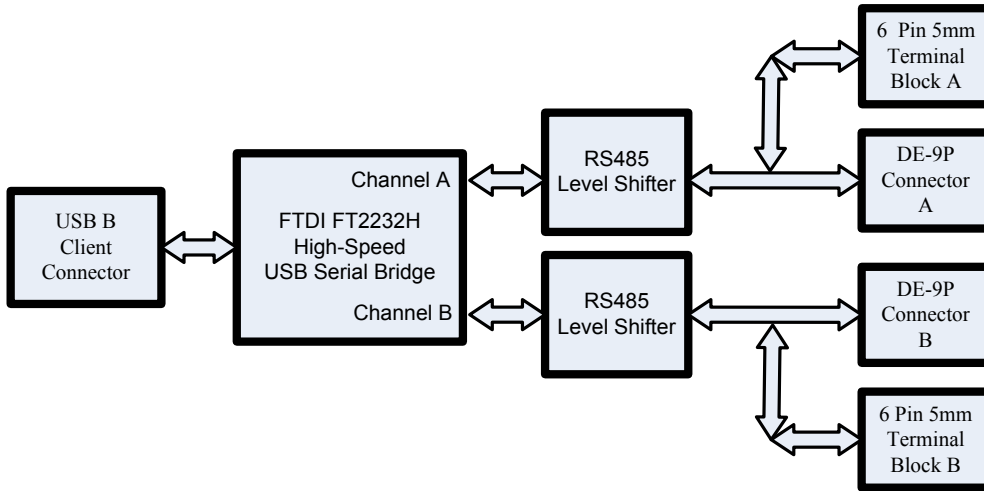 USB B
Client
Connector
Channel A
FTDI FT2232H
High-Speed
USB Serial Bridge
Channel B
RS485
Level Shifter
RS485
Level Shifter
6 Pin 5mm
Terminal
Block A
DE-9P
Connector
A
DE-9P
Connector
B
6 Pin 5mm
Terminal
Block B